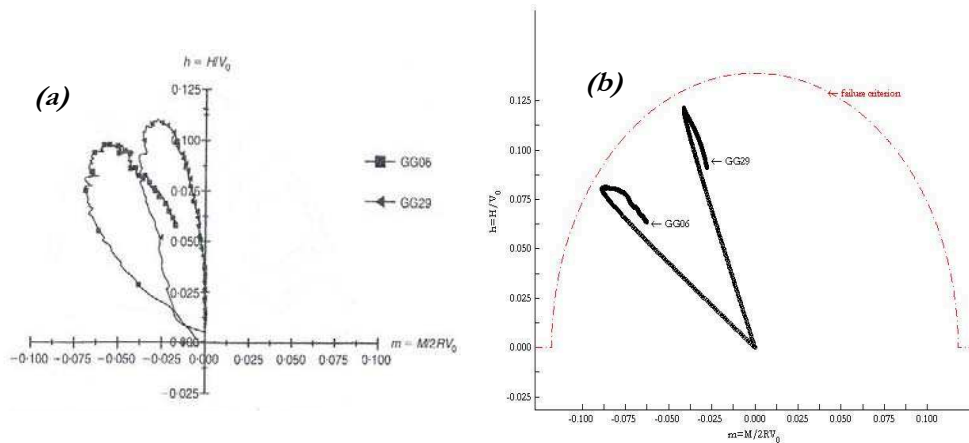 (a)
h = H/V0
0·125
0·100
0·075
0·050
0·025
0·000
-0·025
-0·100 -0·075 -0·050 -0·025 0·000 0·025 0·050 0·075 0·100
m = M/2RV0
GG06
GG29
(b)
failure criterion
GG29
GG06
h=H/V0
0.125
0.100
0.075
0.050
0.025
0.000
-0.025
-0.100 -0.075 -0.050 -0.025 0.000 0.025 0.050 0.075 0.100
m=M/2RV0